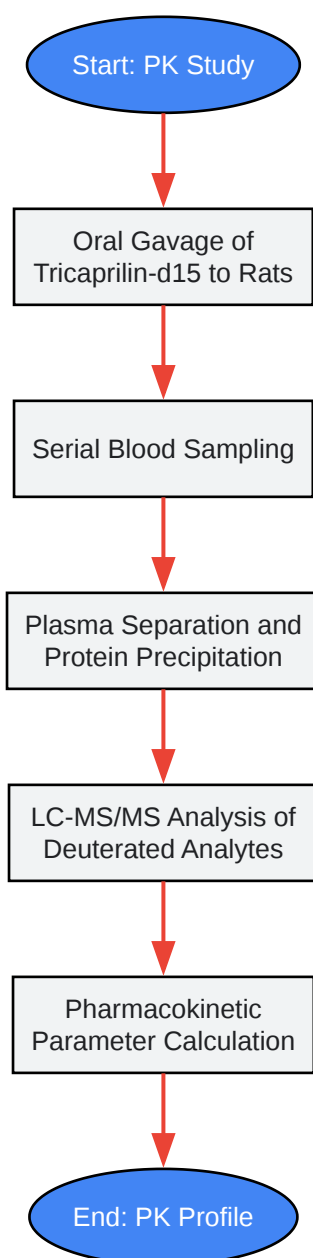 Start: PK Study
Oral Gavage of
Tricaprilin-d15 to Rats
Serial Blood Sampling
Plasma Separation and
Protein Precipitation
LC-MS/MS Analysis of
Deuterated Analytes
Pharmacokinetic
Parameter Calculation
End: PK Profile